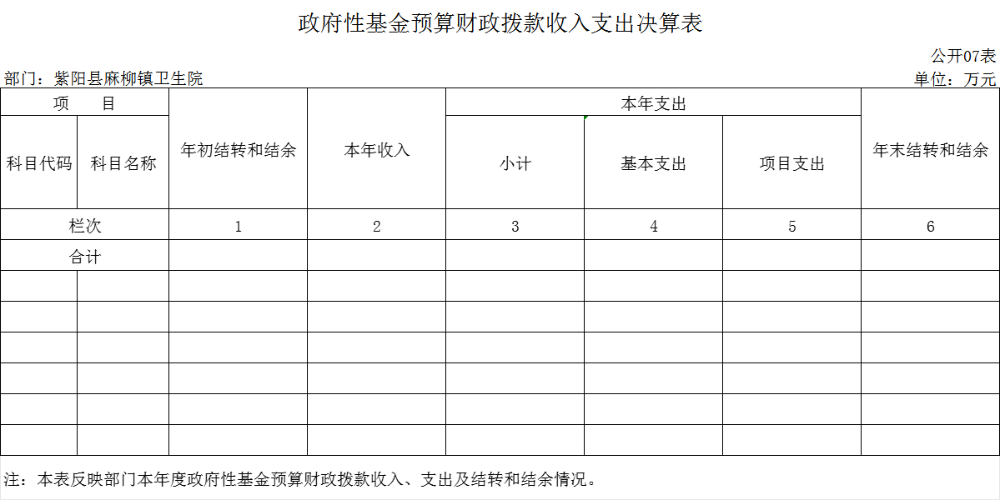 政府性基金预算财政拨款收入支出决算表
公开07表
部门：紫阳县麻柳镇卫生院 单位：万元
项 目 年初结转和结余 本年收入 本年支出 年末结转和结余
科目代码 科目名称 小计 基本支出 项目支出
栏次 1 2 3 4 5 6
合计
注：本表反映部门本年度政府性基金预算财政拨款收入、支出及结转和结余情况。